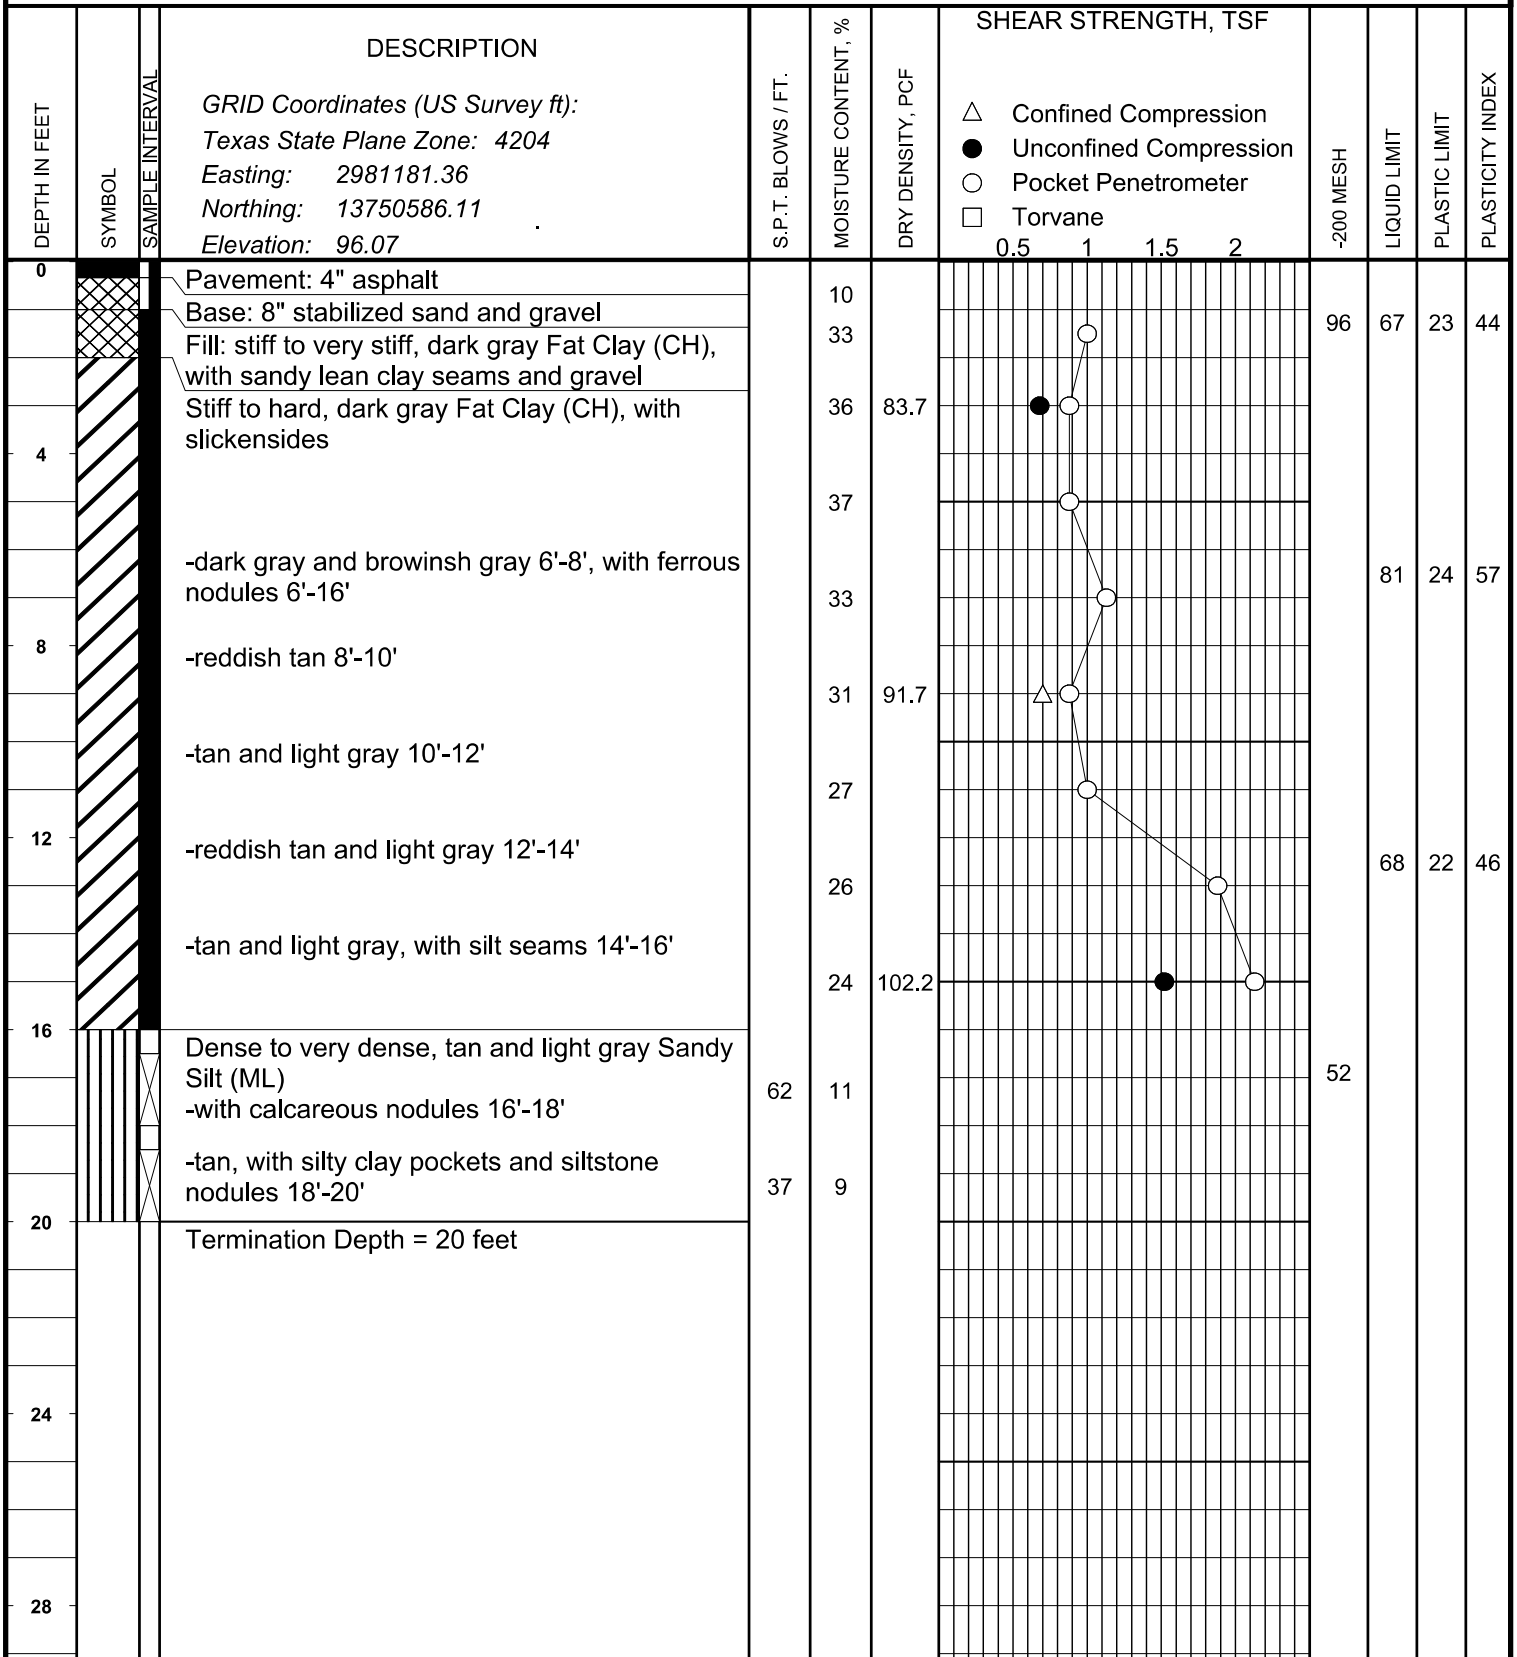 DEPTH IN FEET
SYMBOL
SAMPLE INTERVAL
DESCRIPTION
GRID Coordinates (US Survey ft):
Texas State Plane Zone: 4204
Easting: 2981181.36
Northing: 13750586.11
.
Elevation: 96.07
S.P.T. BLOWS / FT.
MOISTURE CONTENT, %
DRY DENSITY, PCF
SHEAR STRENGTH, TSF
Confined Compression
Unconfined Compression
Pocket Penetrometer
Torvane
0.5 1 1.5 2
-200 MESH
LIQUID LIMIT
PLASTIC LIMIT
PLASTICITY INDEX
0
Pavement: 4" asphalt
10
Base: 8" stabilized sand and gravel
96 67 23 44
33
Fill: stiff to very stiff, dark gray Fat Clay (CH),
with sandy lean clay seams and gravel
Stiff to hard, dark gray Fat Clay (CH), with
36 83.7
slickensides
4
37
-dark gray and browinsh gray 6'-8', with ferrous
81 24 57
nodules 6'-16'
33
8
-reddish tan 8'-10'
31 91.7
-tan and light gray 10'-12'
27
12
-reddish tan and light gray 12'-14'
68 22 46
26
-tan and light gray, with silt seams 14'-16'
24 102.2
16
Dense to very dense, tan and light gray Sandy
Silt (ML)
52
62 11
-with calcareous nodules 16'-18'
-tan, with silty clay pockets and siltstone
nodules 18'-20'
37 9
20
Termination Depth = 20 feet
24
28